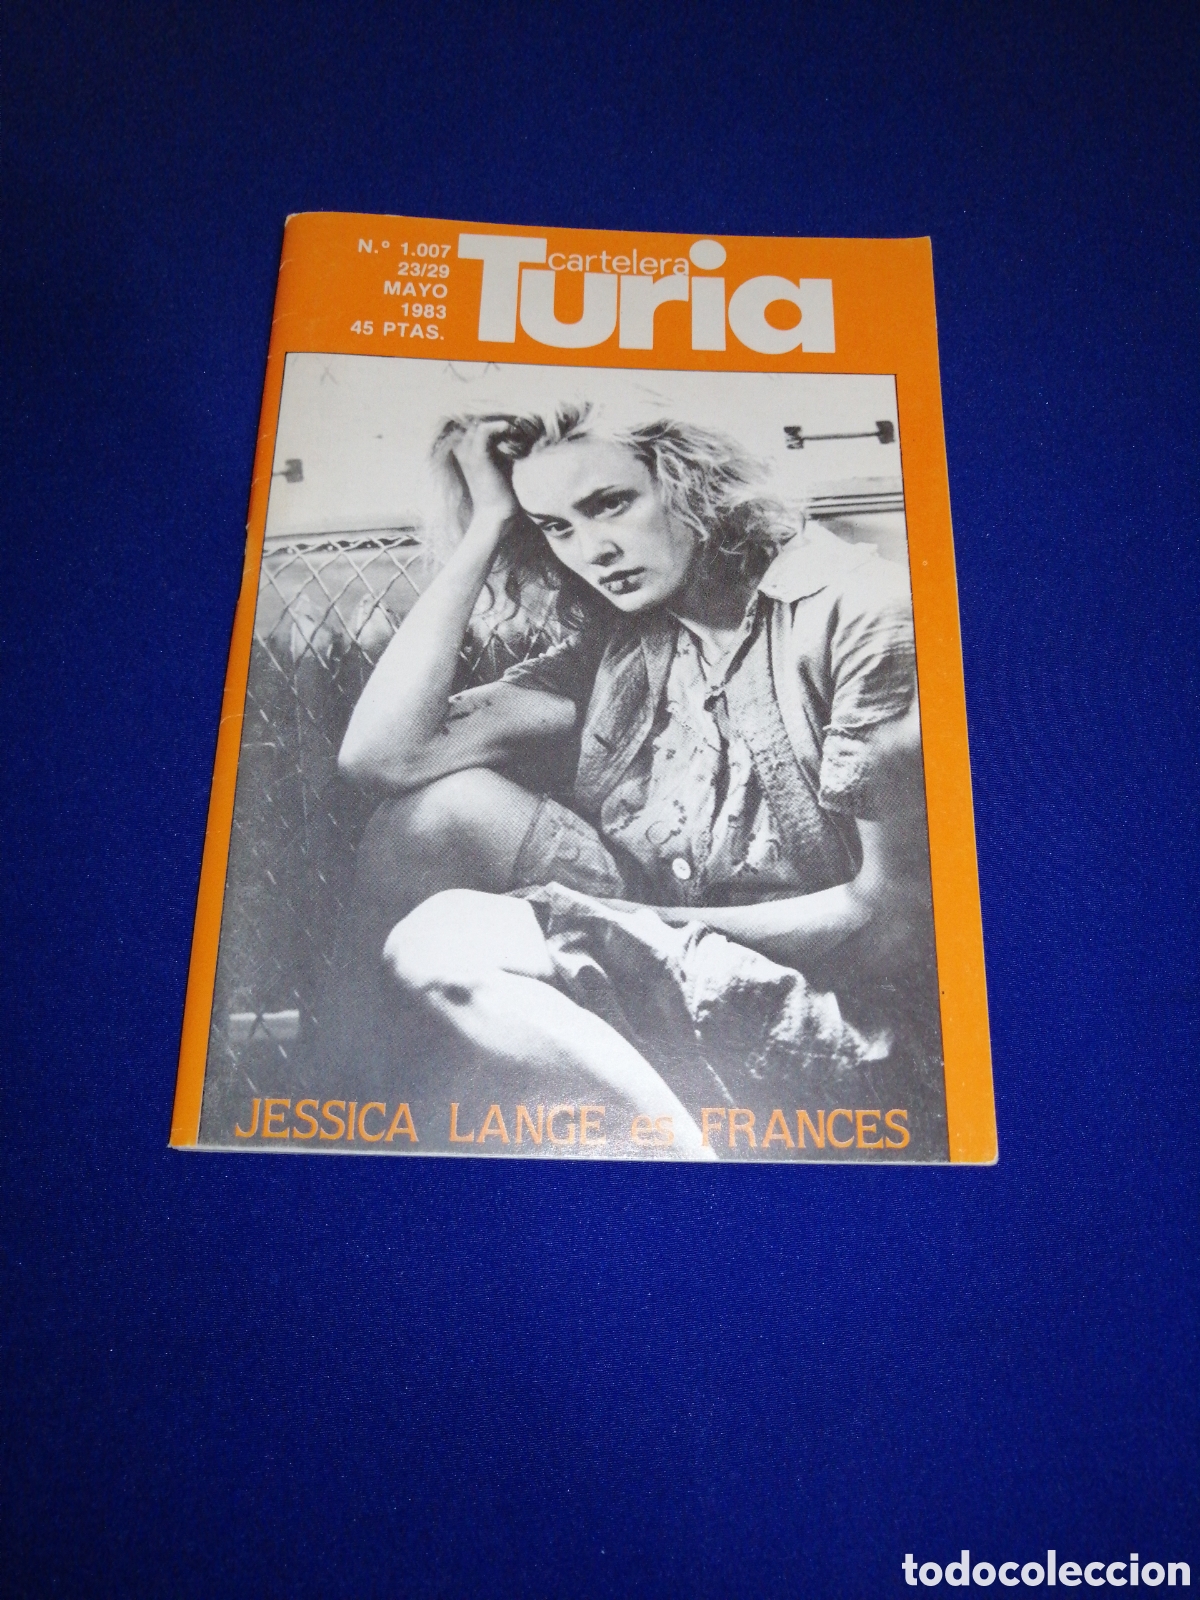 N.º 1.007
23/29
MAYO
1983
45 PTAS.
cartelera
Turia
JESSICA LANGE es FRANCES
todocoleccion